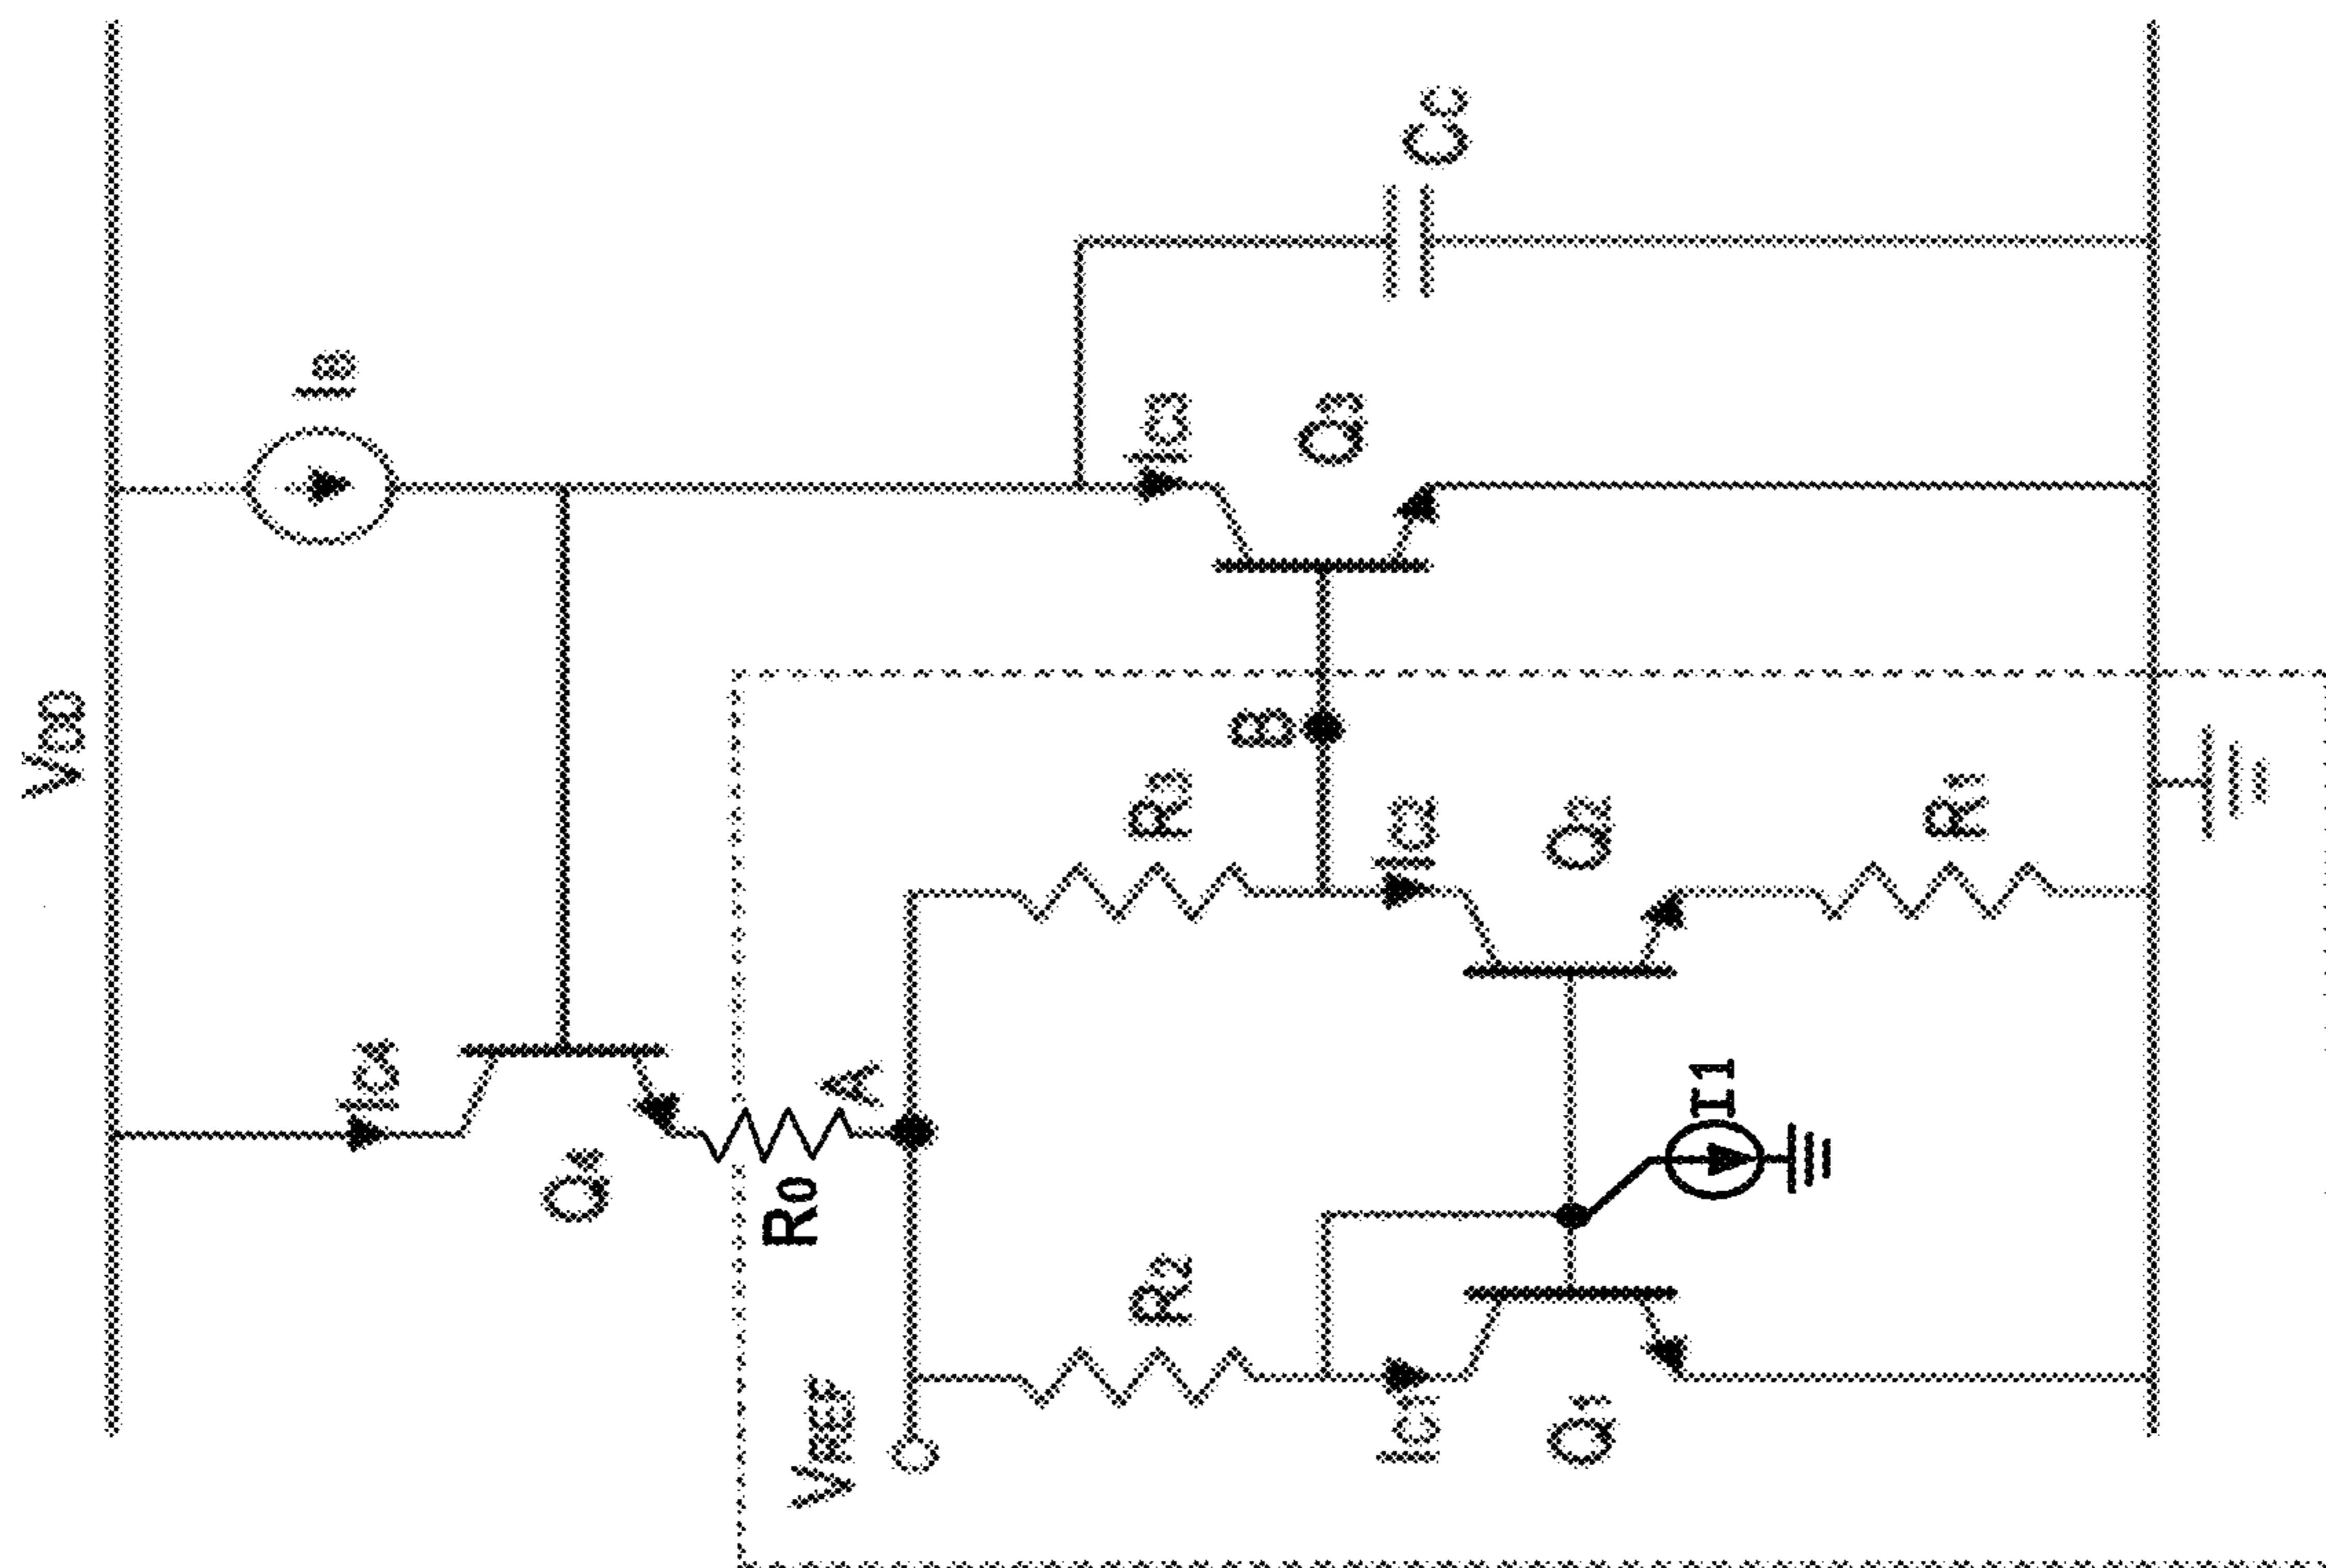 VDD
IB
IC4
Q4
R0
A
VREF
R2
R3
B
IC3
Q3
CC
IC1
Q1
IC2
Q2
I1
R1